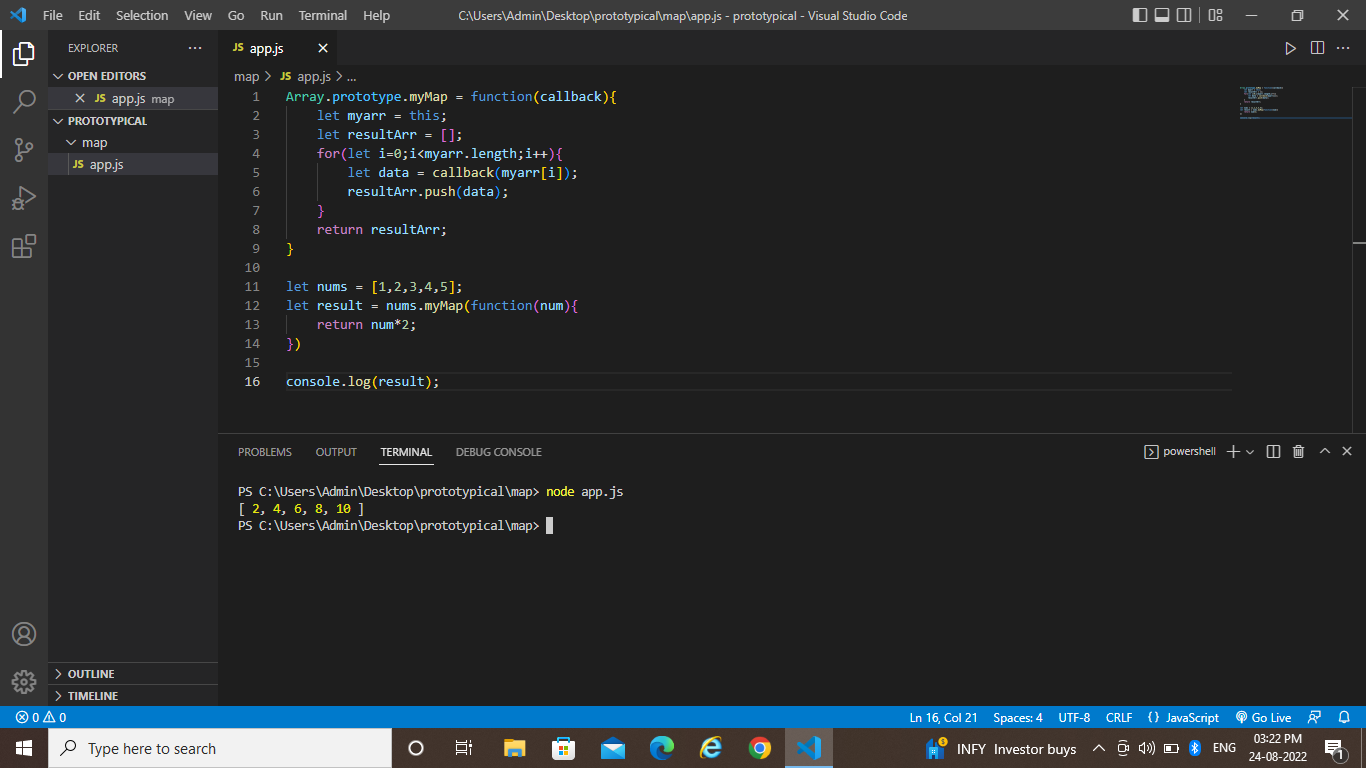 File Edit Selection View Go Run Terminal Help
C:\Users\Admin\Desktop\prototypical\map\app.js - prototypical - Visual Studio Code
EXPLORER
OPEN EDITORS
JS app.js map
PROTOTYPICAL
map
JS app.js
OUTLINE
TIMELINE
JS app.js
map > JS app.js > ...
1 Array.prototype.myMap = function(callback){
2     let myarr = this;
3     let resultArr = [];
4     for(let i=0;i<myarr.length;i++){
5         let data = callback(myarr[i]);
6         resultArr.push(data);
7     }
8     return resultArr;
9 }
10
11 let nums = [1,2,3,4,5];
12 let result = nums.myMap(function(num){
13     return num*2;
14 })
15
16 console.log(result);
PROBLEMS OUTPUT TERMINAL DEBUG CONSOLE
powershell
PS C:\Users\Admin\Desktop\prototypical\map> node app.js
[ 2, 4, 6, 8, 10 ]
PS C:\Users\Admin\Desktop\prototypical\map>
0 0
Ln 16, Col 21 Spaces: 4 UTF-8 CRLF {} JavaScript Go Live
Type here to search
INFY Investor buys
ENG
03:22 PM
24-08-2022
1